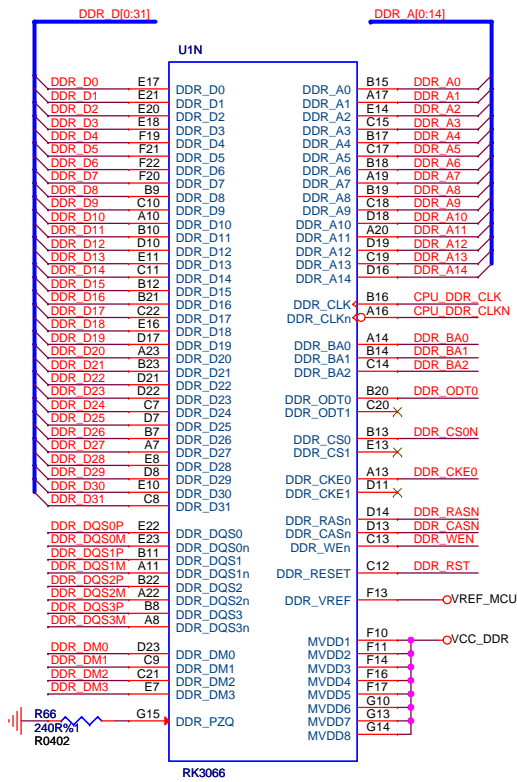 DDR_D[0:31] DDR_A[0:14]
U1N
DDR_D0 E17 DDR_D0 DDR_A0 B15 DDR_A0
DDR_D1 E21 DDR_D1 DDR_A1 A17 DDR_A1
DDR_D2 E20 DDR_D2 DDR_A2 E14 DDR_A2
DDR_D3 E18 DDR_D3 DDR_A3 C15 DDR_A3
DDR_D4 F19 DDR_D4 DDR_A4 B17 DDR_A4
DDR_D5 F21 DDR_D5 DDR_A5 C17 DDR_A5
DDR_D6 F22 DDR_D6 DDR_A6 B18 DDR_A6
DDR_D7 F20 DDR_D7 DDR_A7 A19 DDR_A7
DDR_D8 B9 DDR_D8 DDR_A8 B19 DDR_A8
DDR_D9 C10 DDR_D9 DDR_A9 C18 DDR_A9
DDR_D10 A10 DDR_D10 DDR_A10 D18 DDR_A10
DDR_D11 B10 DDR_D11 DDR_A11 A20 DDR_A11
DDR_D12 D10 DDR_D12 DDR_A12 D19 DDR_A12
DDR_D13 E11 DDR_D13 DDR_A13 C19 DDR_A13
DDR_D14 C11 DDR_D14 DDR_A14 D16 DDR_A14
DDR_D15 B12 DDR_D15
DDR_D16 B21 DDR_D16 DDR_CLK B16 CPU_DDR_CLK
DDR_D17 C22 DDR_D17 DDR_CLKn A16 CPU_DDR_CLKN
DDR_D18 E16 DDR_D18
DDR_D19 D17 DDR_D19 DDR_BA0 A14 DDR_BA0
DDR_D20 A23 DDR_D20 DDR_BA1 B14 DDR_BA1
DDR_D21 B23 DDR_D21 DDR_BA2 C14 DDR_BA2
DDR_D22 D21 DDR_D22
DDR_D23 D22 DDR_D23 DDR_ODT0 B20 DDR_ODT0
DDR_D24 C7 DDR_D24 DDR_ODT1 C20
DDR_D25 D7 DDR_D25
DDR_D26 B7 DDR_D26 DDR_CS0 B13 DDR_CS0N
DDR_D27 A7 DDR_D27 DDR_CS1 E13
DDR_D28 E8 DDR_D28
DDR_D29 D8 DDR_D29 DDR_CKE0 A13 DDR_CKE0
DDR_D30 E10 DDR_D30 DDR_CKE1 D11
DDR_D31 C8 DDR_D31
DDR_RASn D14 DDR_RASN
DDR_DQS0P E22 DDR_DQS0 DDR_CASn D13 DDR_CASN
DDR_DQS0M E23 DDR_DQS0n DDR_WEn C13 DDR_WEN
DDR_DQS1P B11 DDR_DQS1
DDR_DQS1M A11 DDR_DQS1n DDR_RESET C12 DDR_RST
DDR_DQS2P B22 DDR_DQS2
DDR_DQS2M A22 DDR_DQS2n DDR_VREF F13 VREF_MCU
DDR_DQS3P B8 DDR_DQS3
DDR_DQS3M A8 DDR_DQS3n
MVDD1 F10 VCC_DDR
DDR_DM0 D23 DDR_DM0 MVDD2 F11
DDR_DM1 C9 DDR_DM1 MVDD3 F14
DDR_DM2 C21 DDR_DM2 MVDD4 F16
DDR_DM3 E7 DDR_DM3 MVDD5 F17
MVDD6 G10
R66 G15 DDR_PZQ MVDD7 G13
240R%1 MVDD8 G14
R0402
RK3066